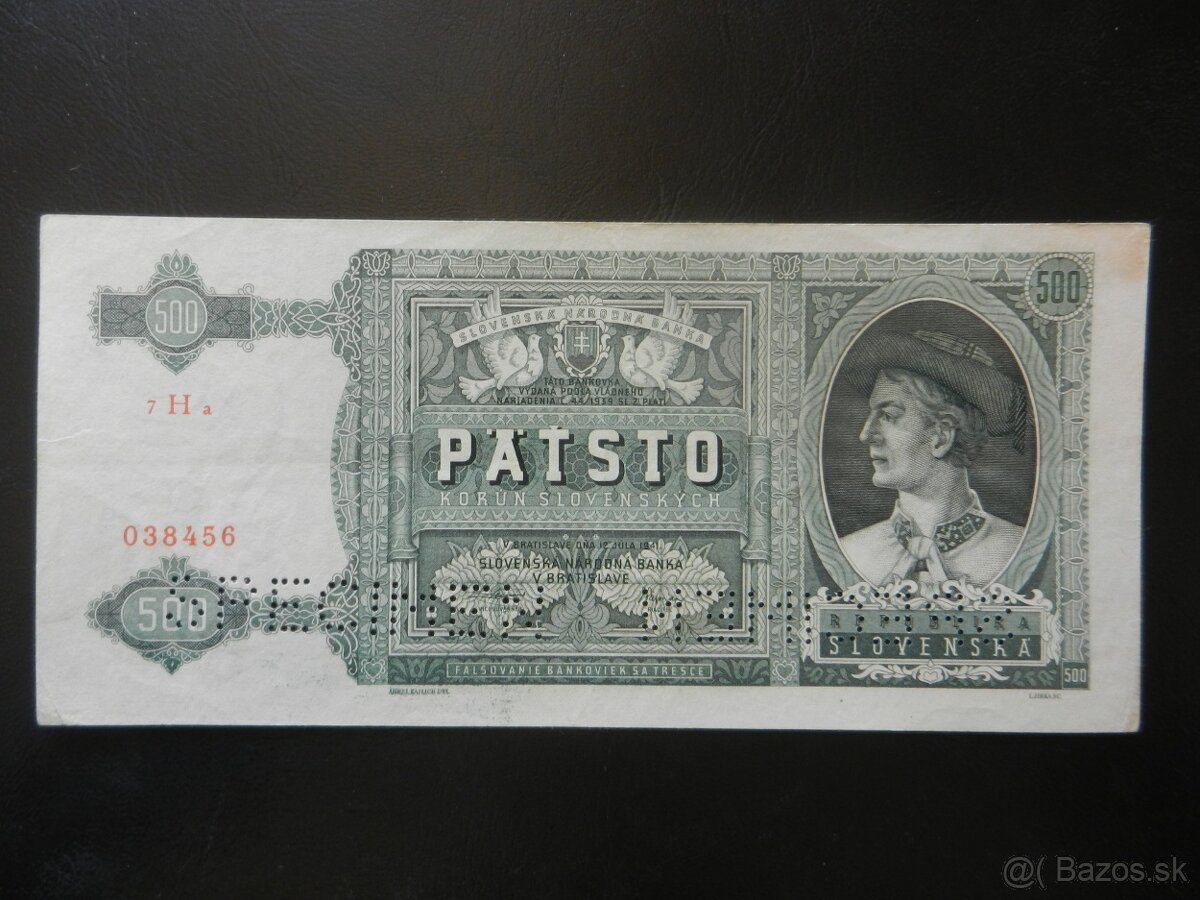 500
500
SLOVENSKÁ NÁRODNÁ BANKA
TÁTO BANKOVKA
VYDANÁ PODĽA VLÁDNEHO
NARIADENIA Č. 44/1939 SL. Z. PLATÍ
7 H a
PÄŤSTO
KORÚN SLOVENSKÝCH
038456
V BRATISLAVE DŇA 12. JÚLA 1941
SLOVENSKÁ NÁRODNÁ BANKA
V BRATISLAVE
500
SPECIMEN
REPUBLIKA
SLOVENSKÁ
FALŠOVANIE BANKOVIEK SA TRESCE
500
@( Bazos.sk